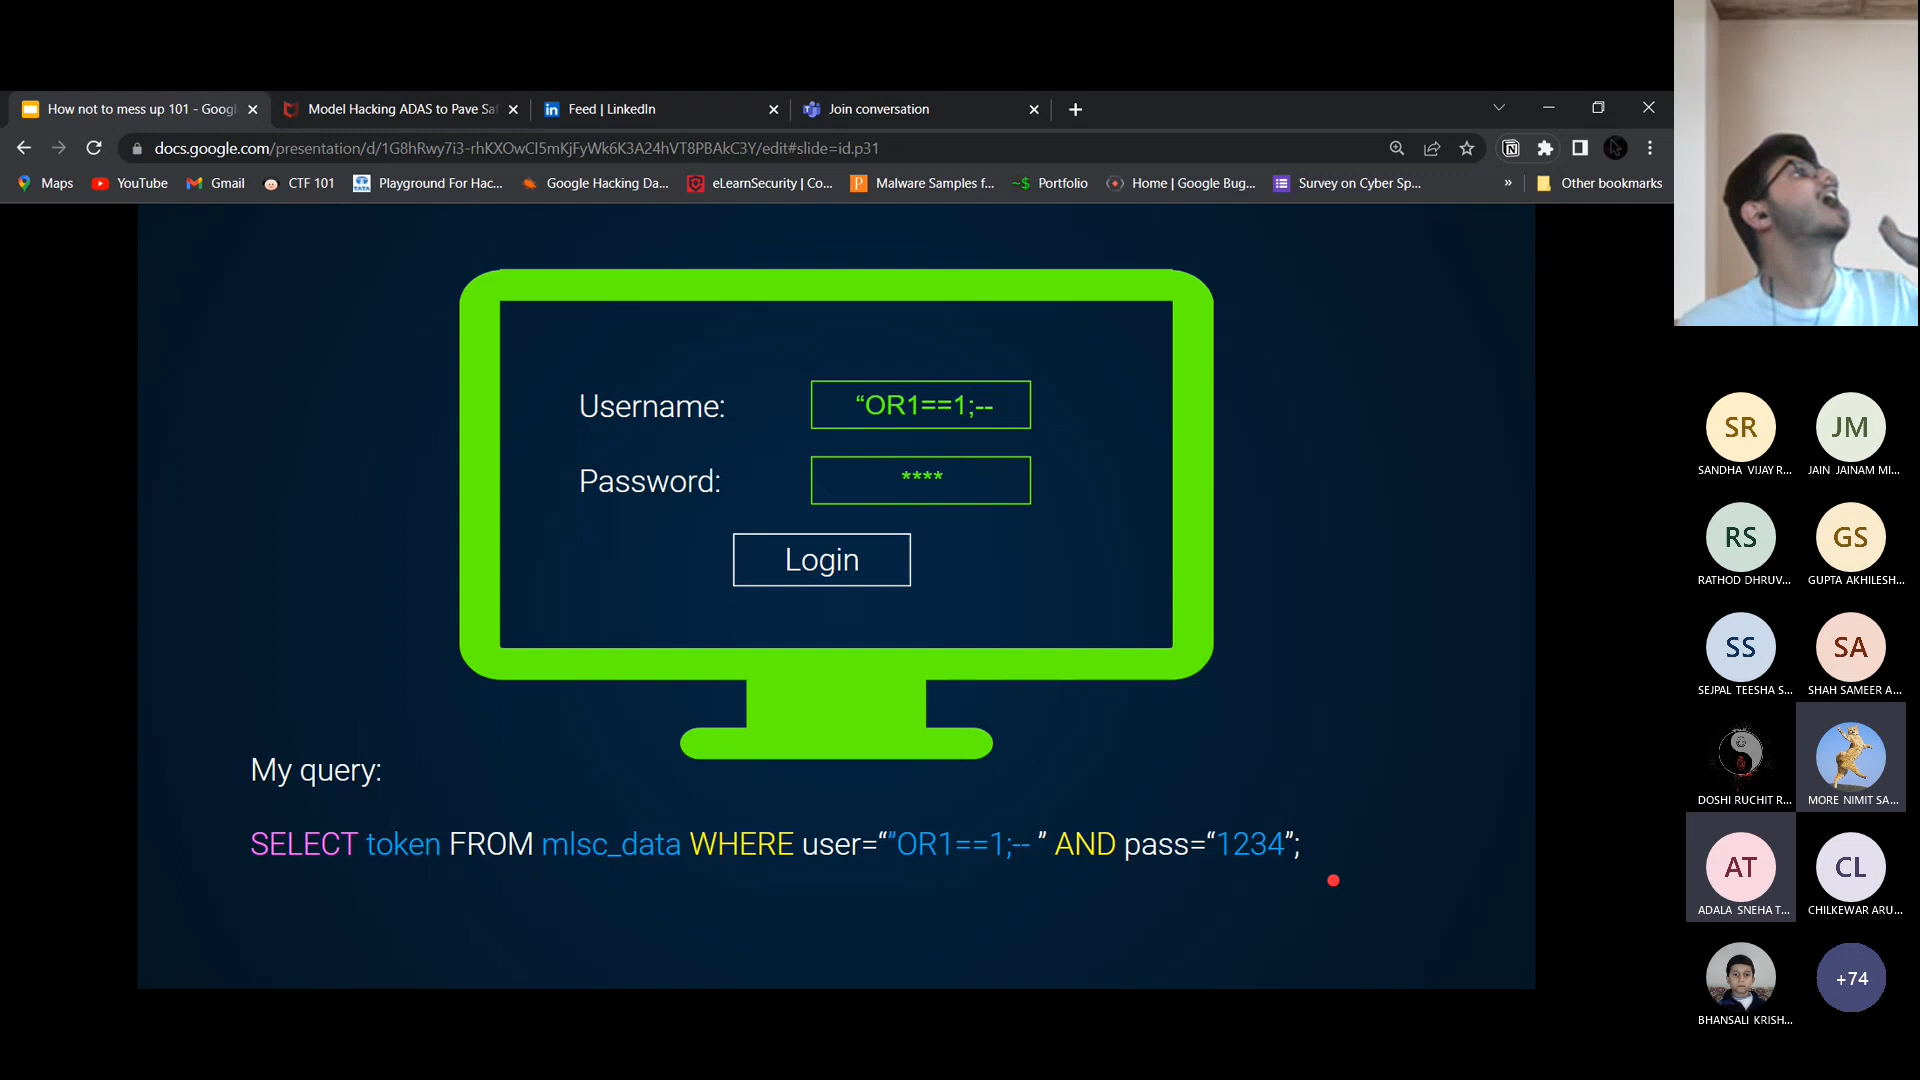 How not to mess up 101 - Googl
Model Hacking ADAS to Pave Saf
Feed | LinkedIn
Join conversation
docs.google.com/presentation/d/1G8hRwy7i3-rhKXOwCI5mKjFyWk6K3A24hVT8PBAkC3Y/edit#slide=id.p31
Maps YouTube Gmail CTF 101 Playground For Hac... Google Hacking Da... eLearnSecurity | Co... Malware Samples f... Portfolio Home | Google Bug... Survey on Cyber Sp... » Other bookmarks
Username: “OR1==1;--
Password: ****
Login
My query:
SELECT token FROM mlsc_data WHERE user=“”OR1==1;-- ” AND pass=“1234”;
SR JM
SANDHA VIJAY R... JAIN JAINAM MI...
RS GS
RATHOD DHRUV... GUPTA AKHILESH...
SS SA
SEJPAL TEESHA S... SHAH SAMEER A...
DOSHI RUCHIT R... MORE NIMIT SA...
AT CL
ADALA SNEHA T... CHILKEWAR ARU...
+74
BHANSALI KRISH...